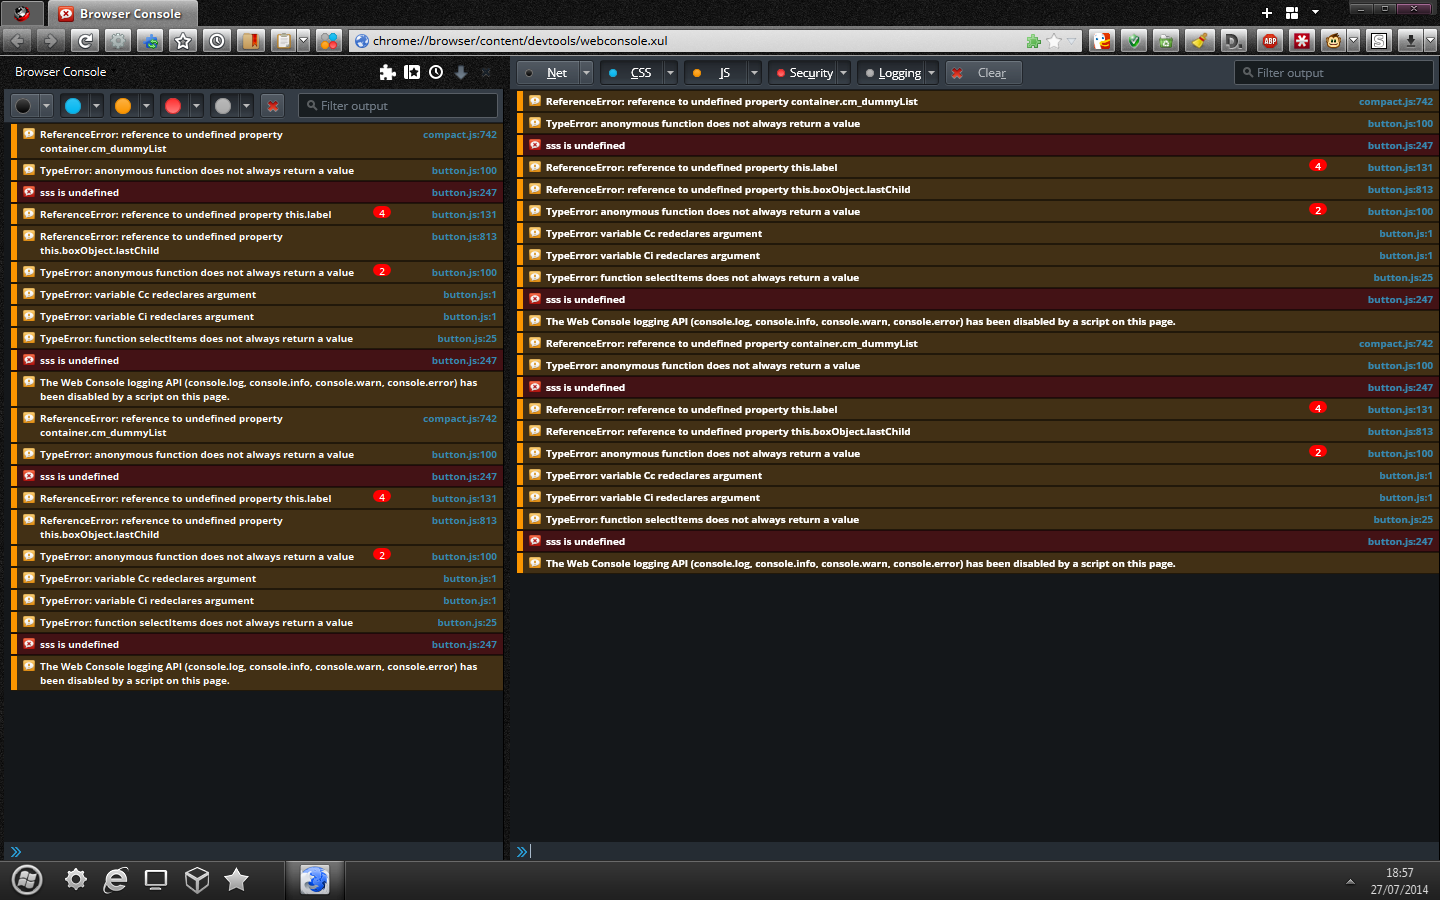 Browser Console
chrome://browser/content/devtools/webconsole.xul
ABP
S
D
Browser Console
Filter output
ReferenceError: reference to undefined property compact.js:742
container.cm_dummyList
TypeError: anonymous function does not always return a value button.js:100
sss is undefined button.js:247
ReferenceError: reference to undefined property this.label 4 button.js:131
ReferenceError: reference to undefined property button.js:813
this.boxObject.lastChild
TypeError: anonymous function does not always return a value 2 button.js:100
TypeError: variable Cc redeclares argument button.js:1
TypeError: variable Ci redeclares argument button.js:1
TypeError: function selectItems does not always return a value button.js:25
sss is undefined button.js:247
The Web Console logging API (console.log, console.info, console.warn, console.error) has
been disabled by a script on this page.
ReferenceError: reference to undefined property compact.js:742
container.cm_dummyList
TypeError: anonymous function does not always return a value button.js:100
sss is undefined button.js:247
ReferenceError: reference to undefined property this.label 4 button.js:131
ReferenceError: reference to undefined property button.js:813
this.boxObject.lastChild
TypeError: anonymous function does not always return a value 2 button.js:100
TypeError: variable Cc redeclares argument button.js:1
TypeError: variable Ci redeclares argument button.js:1
TypeError: function selectItems does not always return a value button.js:25
sss is undefined button.js:247
The Web Console logging API (console.log, console.info, console.warn, console.error) has
been disabled by a script on this page.
Net CSS JS Security Logging Clear Filter output
ReferenceError: reference to undefined property container.cm_dummyList compact.js:742
TypeError: anonymous function does not always return a value button.js:100
sss is undefined button.js:247
ReferenceError: reference to undefined property this.label 4 button.js:131
ReferenceError: reference to undefined property this.boxObject.lastChild button.js:813
TypeError: anonymous function does not always return a value 2 button.js:100
TypeError: variable Cc redeclares argument button.js:1
TypeError: variable Ci redeclares argument button.js:1
TypeError: function selectItems does not always return a value button.js:25
sss is undefined button.js:247
The Web Console logging API (console.log, console.info, console.warn, console.error) has been disabled by a script on this page.
ReferenceError: reference to undefined property container.cm_dummyList compact.js:742
TypeError: anonymous function does not always return a value button.js:100
sss is undefined button.js:247
ReferenceError: reference to undefined property this.label 4 button.js:131
ReferenceError: reference to undefined property this.boxObject.lastChild button.js:813
TypeError: anonymous function does not always return a value 2 button.js:100
TypeError: variable Cc redeclares argument button.js:1
TypeError: variable Ci redeclares argument button.js:1
TypeError: function selectItems does not always return a value button.js:25
sss is undefined button.js:247
The Web Console logging API (console.log, console.info, console.warn, console.error) has been disabled by a script on this page.
18:57
27/07/2014